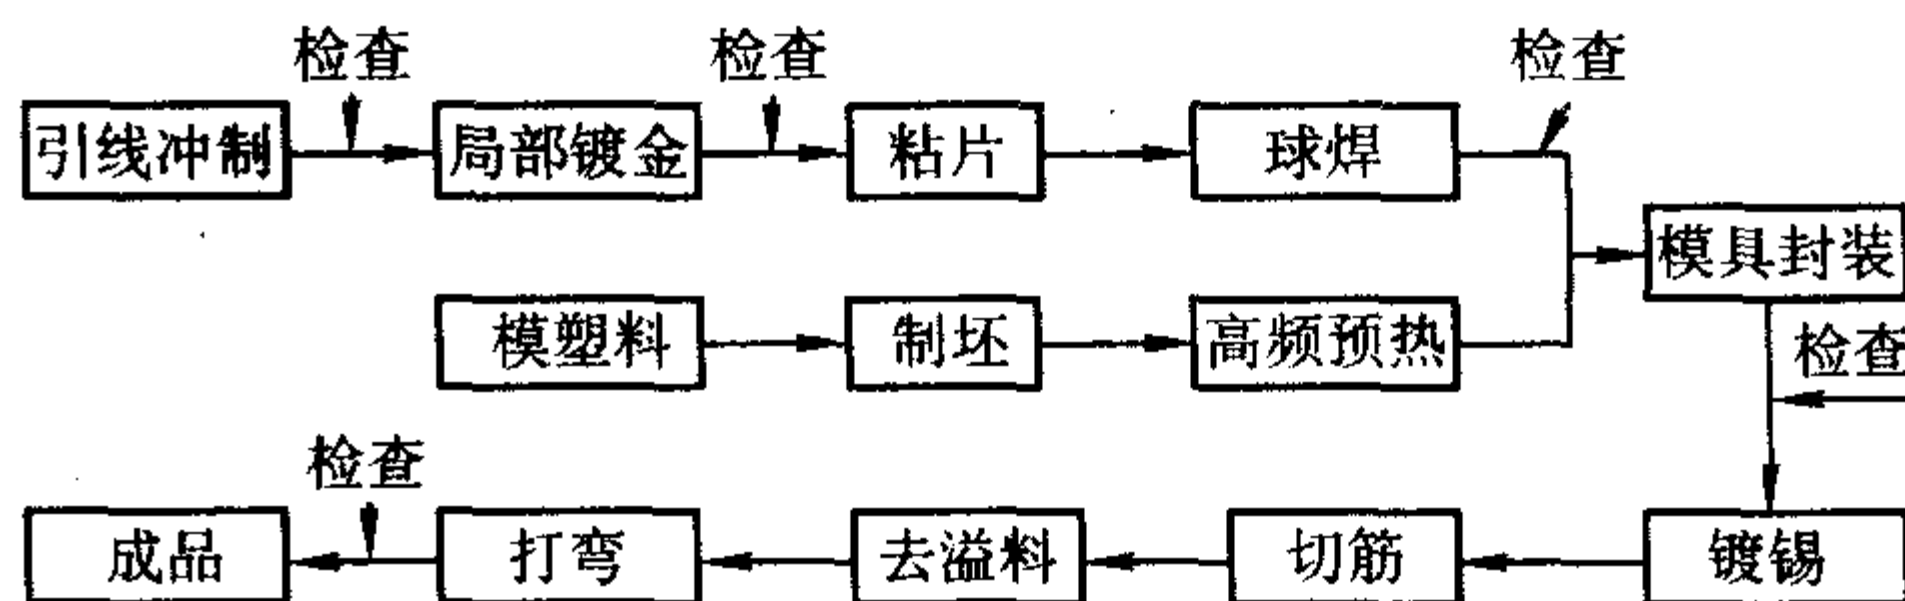 检查 检查 检查
引线冲制 局部镀金 粘片 球焊
模具封装
模塑料 制坯 高频预热
检查
检查
成品 打弯 去溢料 切筋 镀锡